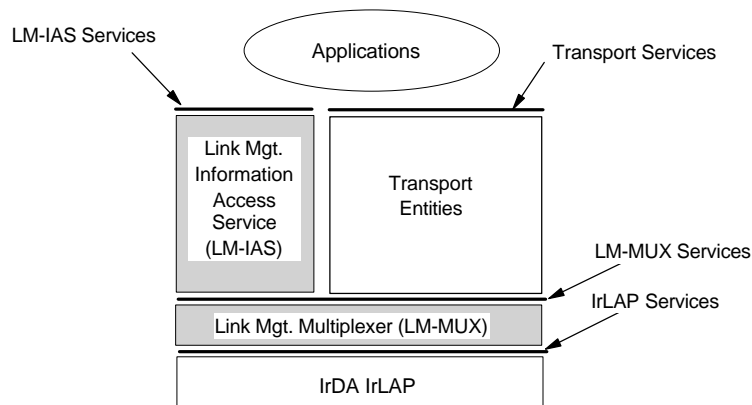 LM-IAS Services
Applications
Transport Services
Link Mgt.
Information
Access
Service
(LM-IAS)
Transport
Entities
LM-MUX Services
IrLAP Services
Link Mgt. Multiplexer (LM-MUX)
IrDA IrLAP